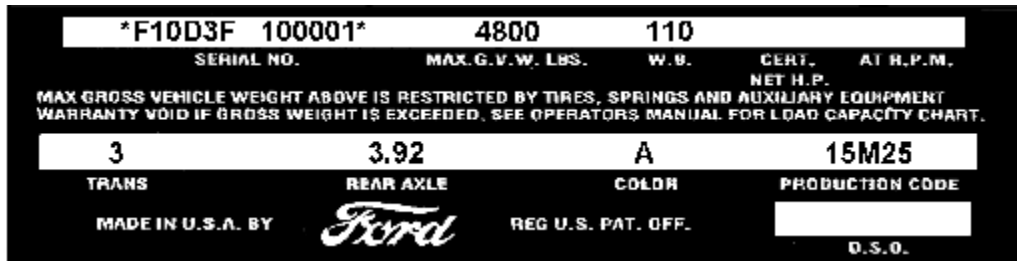 *F10D3F 100001* 4800 110
SERIAL NO. MAX.G.V.W. LBS. W.B. CERT. AT R.P.M.
NET H.P.
MAX GROSS VEHICLE WEIGHT ABOVE IS RESTRICTED BY TIRES, SPRINGS AND AUXILIARY EQUIPMENT
WARRANTY VOID IF GROSS WEIGHT IS EXCEEDED. SEE OPERATORS MANUAL FOR LOAD CAPACITY CHART.
3 3.92 A 15M25
TRANS REAR AXLE COLOR PRODUCTION CODE
MADE IN U.S.A. BY Ford REG U.S. PAT. OFF.
D.S.O.